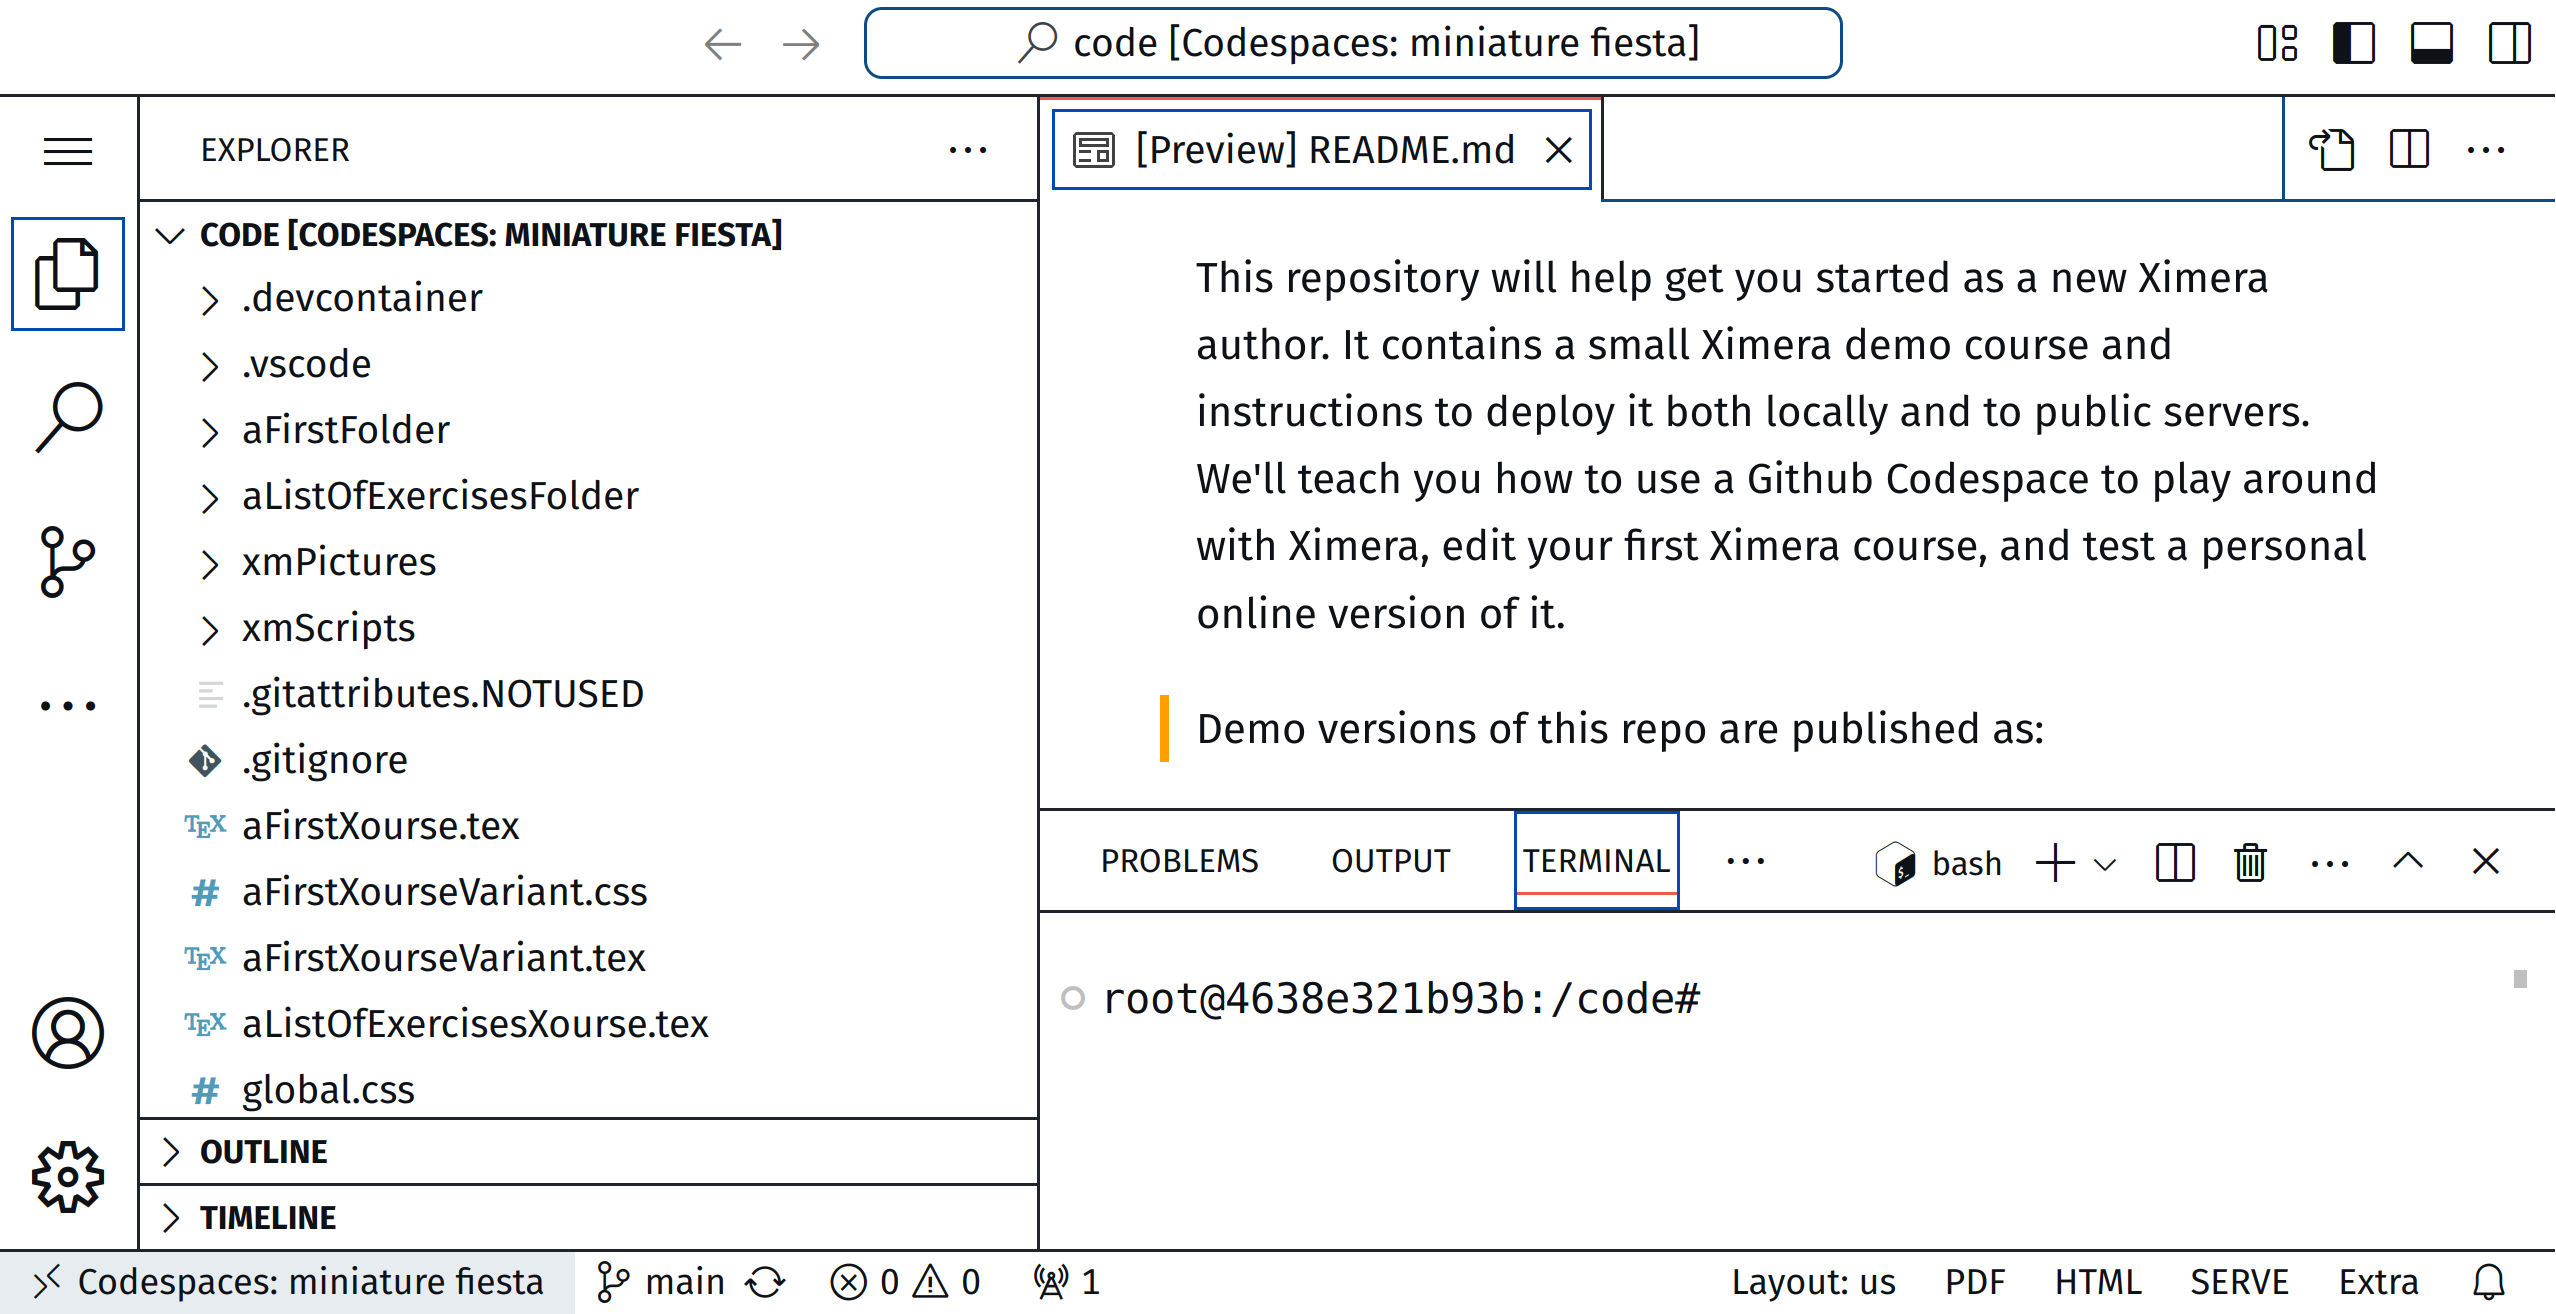 code [Codespaces: miniature fiesta]
EXPLORER
[Preview] README.md
CODE [CODESPACES: MINIATURE FIESTA]
.devcontainer
.vscode
aFirstFolder
aListOfExercisesFolder
xmPictures
xmScripts
.gitattributes.NOTUSED
.gitignore
TEX aFirstXourse.tex
# aFirstXourseVariant.css
TEX aFirstXourseVariant.tex
TEX aListOfExercisesXourse.tex
# global.css
OUTLINE
TIMELINE
This repository will help get you started as a new Ximera
author. It contains a small Ximera demo course and
instructions to deploy it both locally and to public servers.
We'll teach you how to use a Github Codespace to play around
with Ximera, edit your first Ximera course, and test a personal
online version of it.
Demo versions of this repo are published as:
PROBLEMS OUTPUT TERMINAL bash
root@4638e321b93b:/code#
Codespaces: miniature fiesta main 0 0 1 Layout: us PDF HTML SERVE Extra